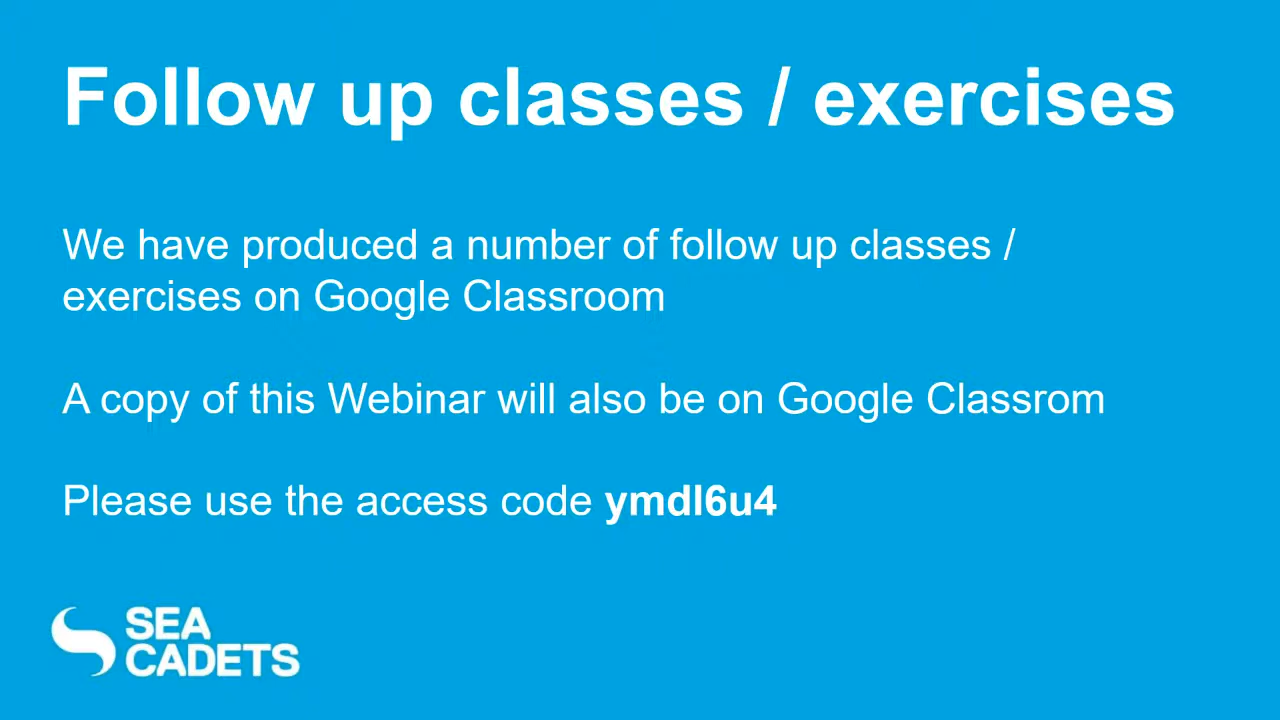 Follow up classes / exercises
We have produced a number of follow up classes /
exercises on Google Classroom
A copy of this Webinar will also be on Google Classrom
Please use the access code ymdl6u4
SEA
CADETS